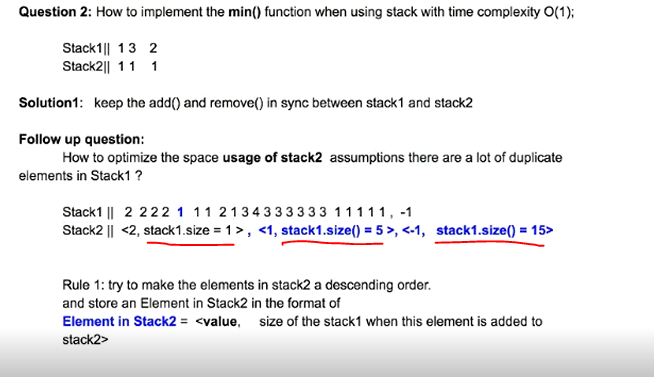 Question 2: How to implement the min() function when using stack with time complexity O(1);
Stack1|| 1 3 2
Stack2|| 1 1 1
Solution1: keep the add() and remove() in sync between stack1 and stack2
Follow up question:
How to optimize the space usage of stack2 assumptions there are a lot of duplicate
elements in Stack1 ?
Stack1 || 2 2 2 2 1 1 1 2 1 3 4 3 3 3 3 3 3 1 1 1 1 1 , -1
Stack2 || <2, stack1.size = 1 > , <1, stack1.size() = 5 >, <-1, stack1.size() = 15>
Rule 1: try to make the elements in stack2 a descending order.
and store an Element in Stack2 in the format of
Element in Stack2 = <value, size of the stack1 when this element is added to
stack2>